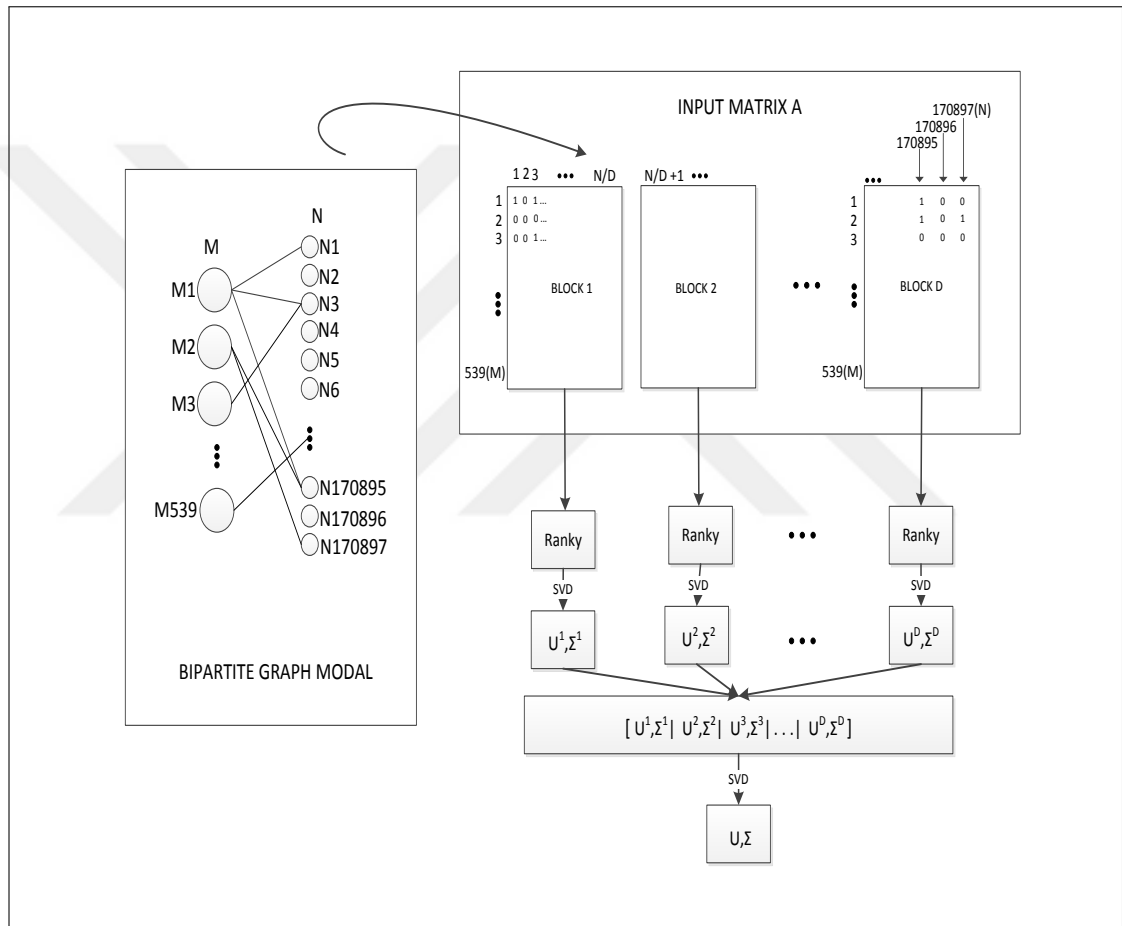 INPUT MATRIX A
170897(N)
170896
170895
1 2 3 ••• N/D
N/D +1 •••
•••
1
2
3
539(M)
1 0 1 ...
0 0 0 ...
0 0 1 ...
BLOCK 1
BLOCK 2
•••
1
2
3
539(M)
1 0 0
1 0 1
0 0 0
BLOCK D
M
N
M1
M2
M3
M539
N1
N2
N3
N4
N5
N6
N170895
N170896
N170897
BIPARTITE GRAPH MODAL
Ranky
Ranky
•••
Ranky
SVD
SVD
SVD
U¹,Σ¹
U²,Σ²
•••
Uᴰ,Σᴰ
[ U¹,Σ¹| U²,Σ²| U³,Σ³| . . . | Uᴰ,Σᴰ ]
SVD
U,Σ